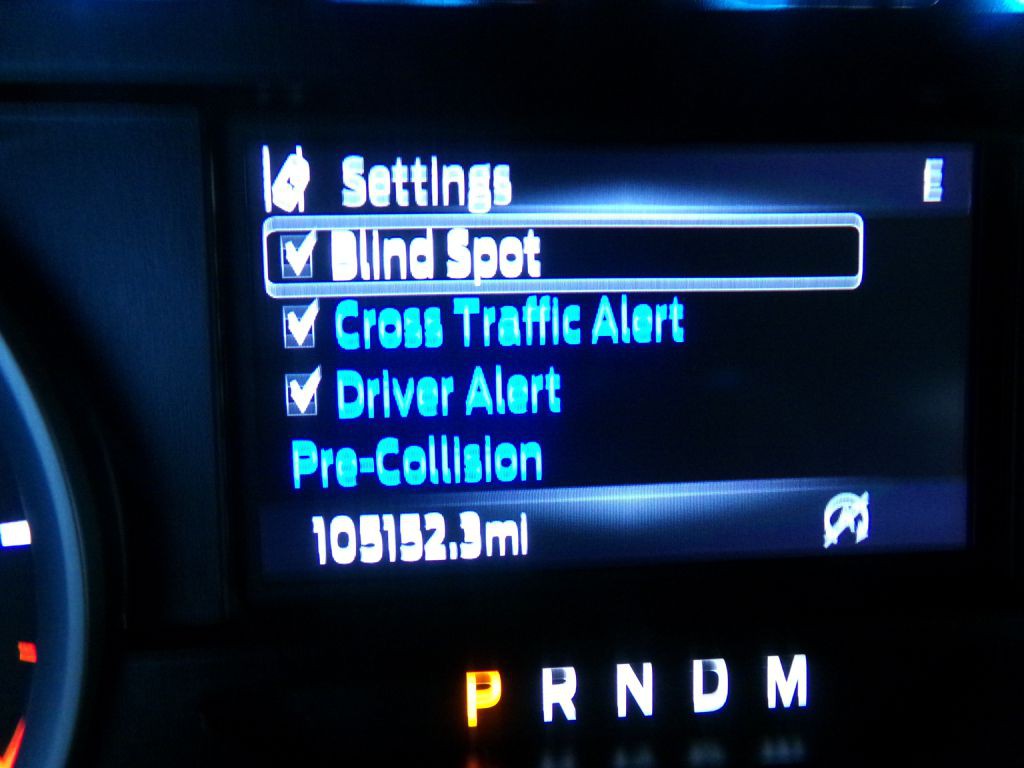 Settings
E
Blind Spot
Cross Traffic Alert
Driver Alert
Pre-Collision
105152.3mi
P R N D M